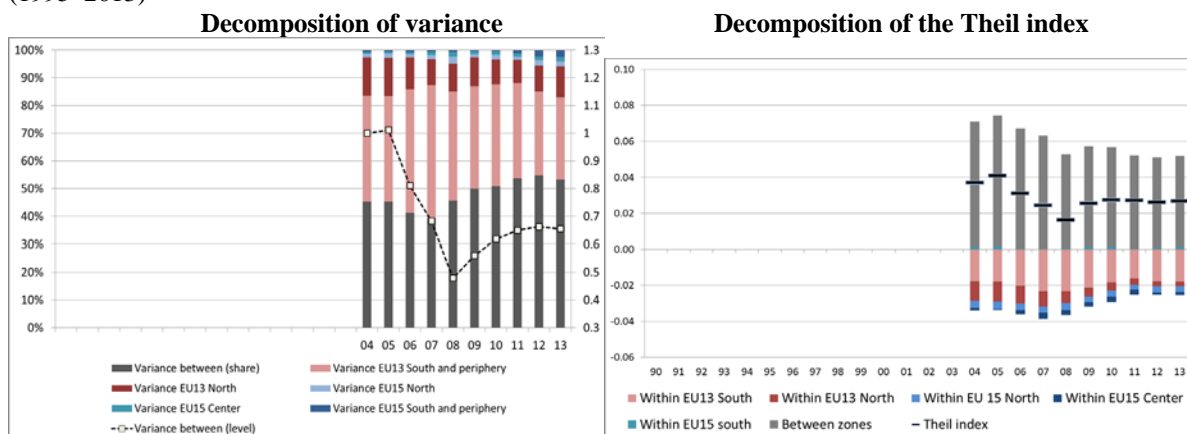 (1995–2013)
Decomposition of variance
Decomposition of the Theil index
100%
90%
80%
70%
60%
50%
40%
30%
20%
10%
0%
1.3
1.2
1.1
1
0.9
0.8
0.7
0.6
0.5
0.4
0.3
04 05 06 07 08 09 10 11 12 13
Variance between (share)
Variance EU13 South and periphery
Variance EU13 North
Variance EU15 North
Variance EU15 Center
Variance EU15 South and periphery
Variance between (level)
0.10
0.08
0.06
0.04
0.02
0.00
-0.02
-0.04
-0.06
90 91 92 93 94 95 96 97 98 99 00 01 02 03 04 05 06 07 08 09 10 11 12 13
Within EU13 South Within EU13 North Within EU 15 North Within EU15 Center
Within EU15 south Between zones Theil index